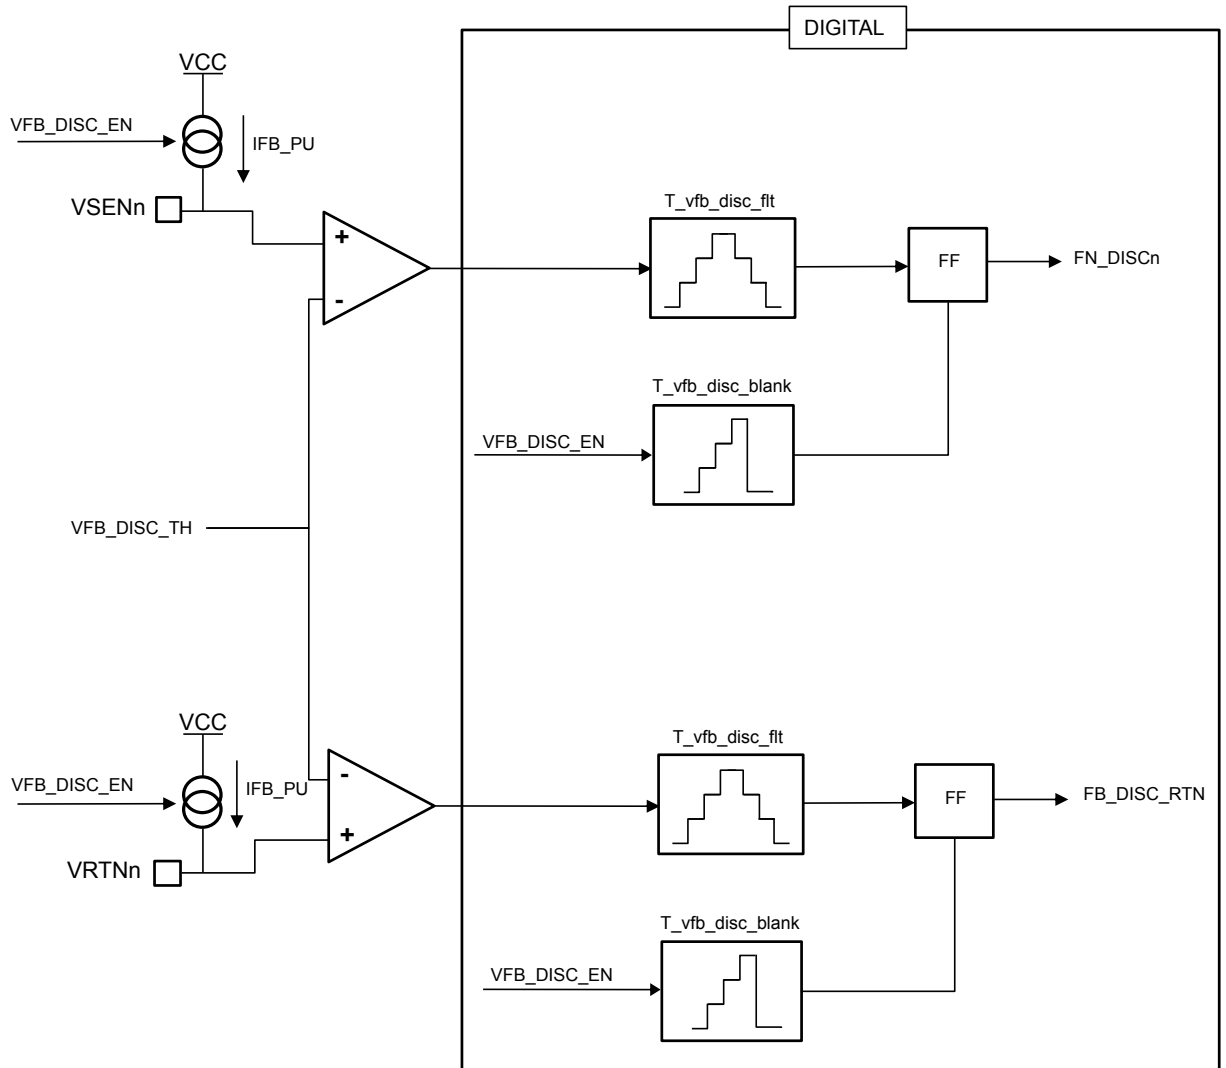 DIGITAL
VCC
VFB_DISC_EN
IFB_PU
VSENn
+
-
T_vfb_disc_flt
FF
FN_DISCn
T_vfb_disc_blank
VFB_DISC_EN
VFB_DISC_TH
VCC
VFB_DISC_EN
IFB_PU
-
+
VRTNn
T_vfb_disc_flt
FF
FB_DISC_RTN
T_vfb_disc_blank
VFB_DISC_EN